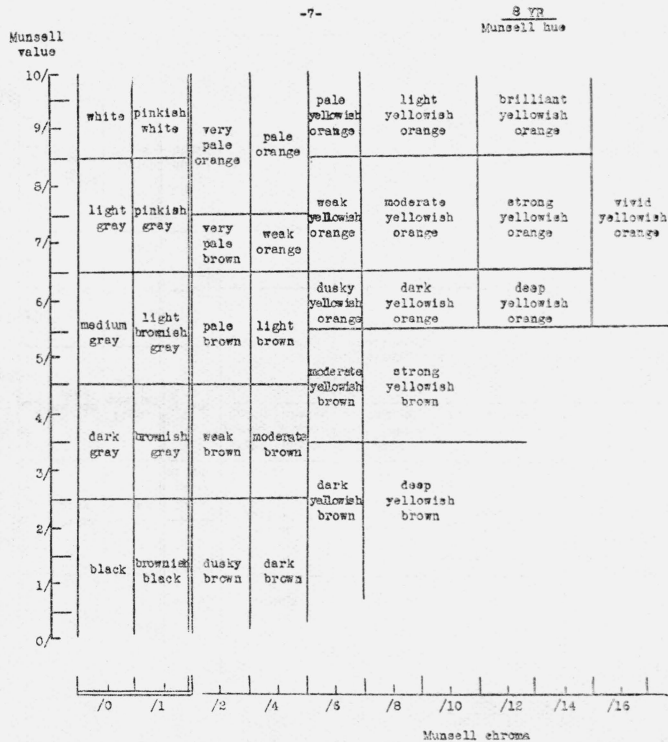 -7-
8 YR
Munsell hue
Munsell
value
10/
9/
8/
7/
6/
5/
4/
3/
2/
1/
0/
white
pinkish
white
very
pale
orange
pale
orange
pale
yellowish
orange
light
yellowish
orange
brilliant
yellowish
orange
light
gray
pinkish
gray
very
pale
brown
weak
orange
weak
yellowish
orange
moderate
yellowish
orange
strong
yellowish
orange
vivid
yellowish
orange
medium
gray
light
brownish
gray
pale
brown
light
brown
dusky
yellowish
orange
dark
yellowish
orange
deep
yellowish
orange
moderate
yellowish
brown
strong
yellowish
brown
dark
gray
brownish
gray
weak
brown
moderate
brown
dark
yellowish
brown
deep
yellowish
brown
black
brownish
black
dusky
brown
dark
brown
/0 /1 /2 /4 /6 /8 /10 /12 /14 /16
Munsell chroma